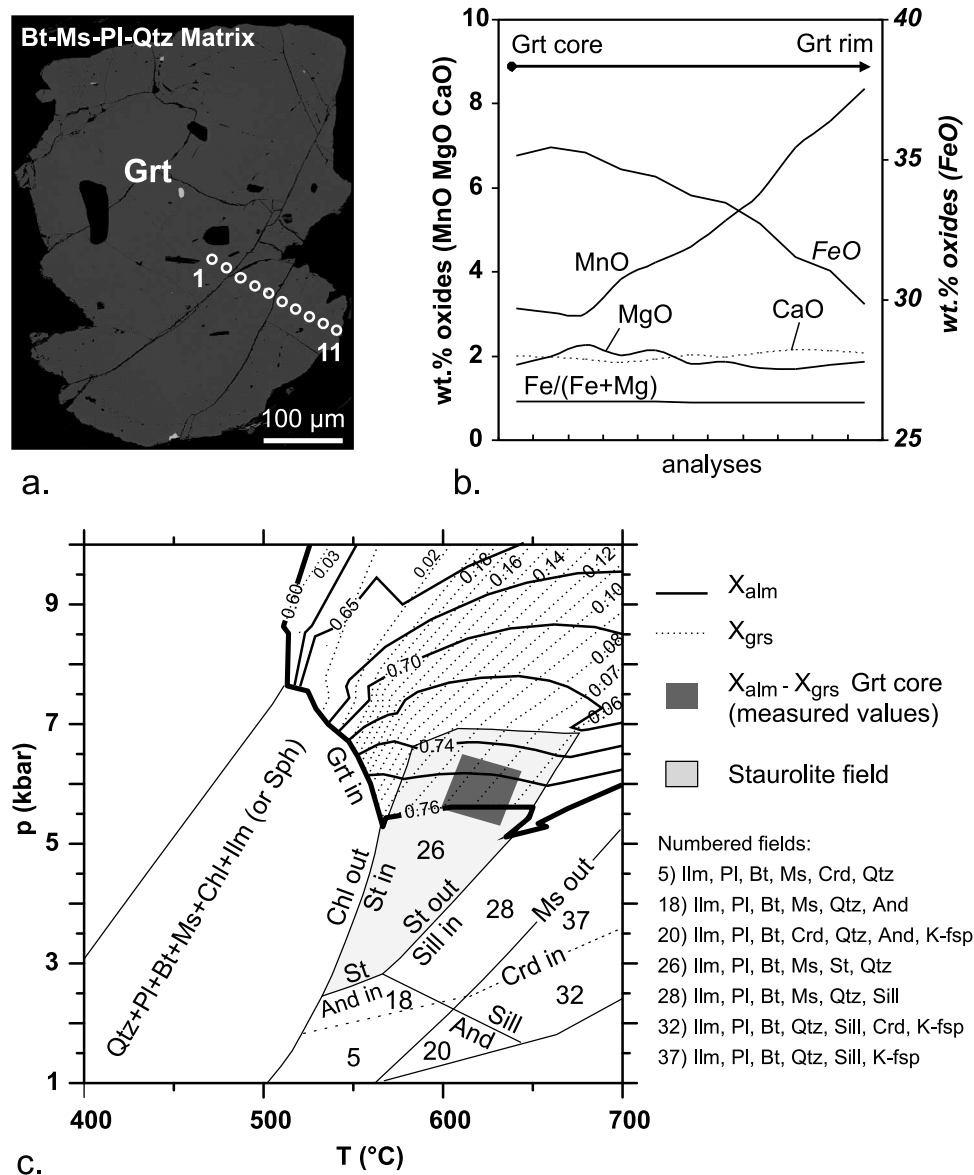 Bt-Ms-Pl-Qtz Matrix
Grt
1
11
100 µm
a.
10
8
6
4
2
0
wt.% oxides (MnO MgO CaO)
40
35
30
25
wt.% oxides (FeO)
Grt core
Grt rim
MnO
FeO
MgO
CaO
Fe/(Fe+Mg)
analyses
b.
9
7
5
3
1
p (kbar)
400
500
600
700
T (°C)
0.60
0.03
0.65
0.02
0.18
0.16
0.14
0.12
0.10
0.08
0.07
0.06
0.70
0.74
0.76
Grt in
Qtz+Pl+Bt+Ms+Chl+Ilm (or Sph)
Chl out
St in
26
St out
Sill in
28
Ms out
37
Crd in
32
St
And in
18
And
Sill
5
20
c.
Xalm
Xgrs
Xalm - Xgrs Grt core
(measured values)
Staurolite field
Numbered fields:
5) Ilm, Pl, Bt, Ms, Crd, Qtz
18) Ilm, Pl, Bt, Ms, Qtz, And
20) Ilm, Pl, Bt, Crd, Qtz, And, K-fsp
26) Ilm, Pl, Bt, Ms, St, Qtz
28) Ilm, Pl, Bt, Ms, Qtz, Sill
32) Ilm, Pl, Bt, Qtz, Sill, Crd, K-fsp
37) Ilm, Pl, Bt, Qtz, Sill, K-fsp